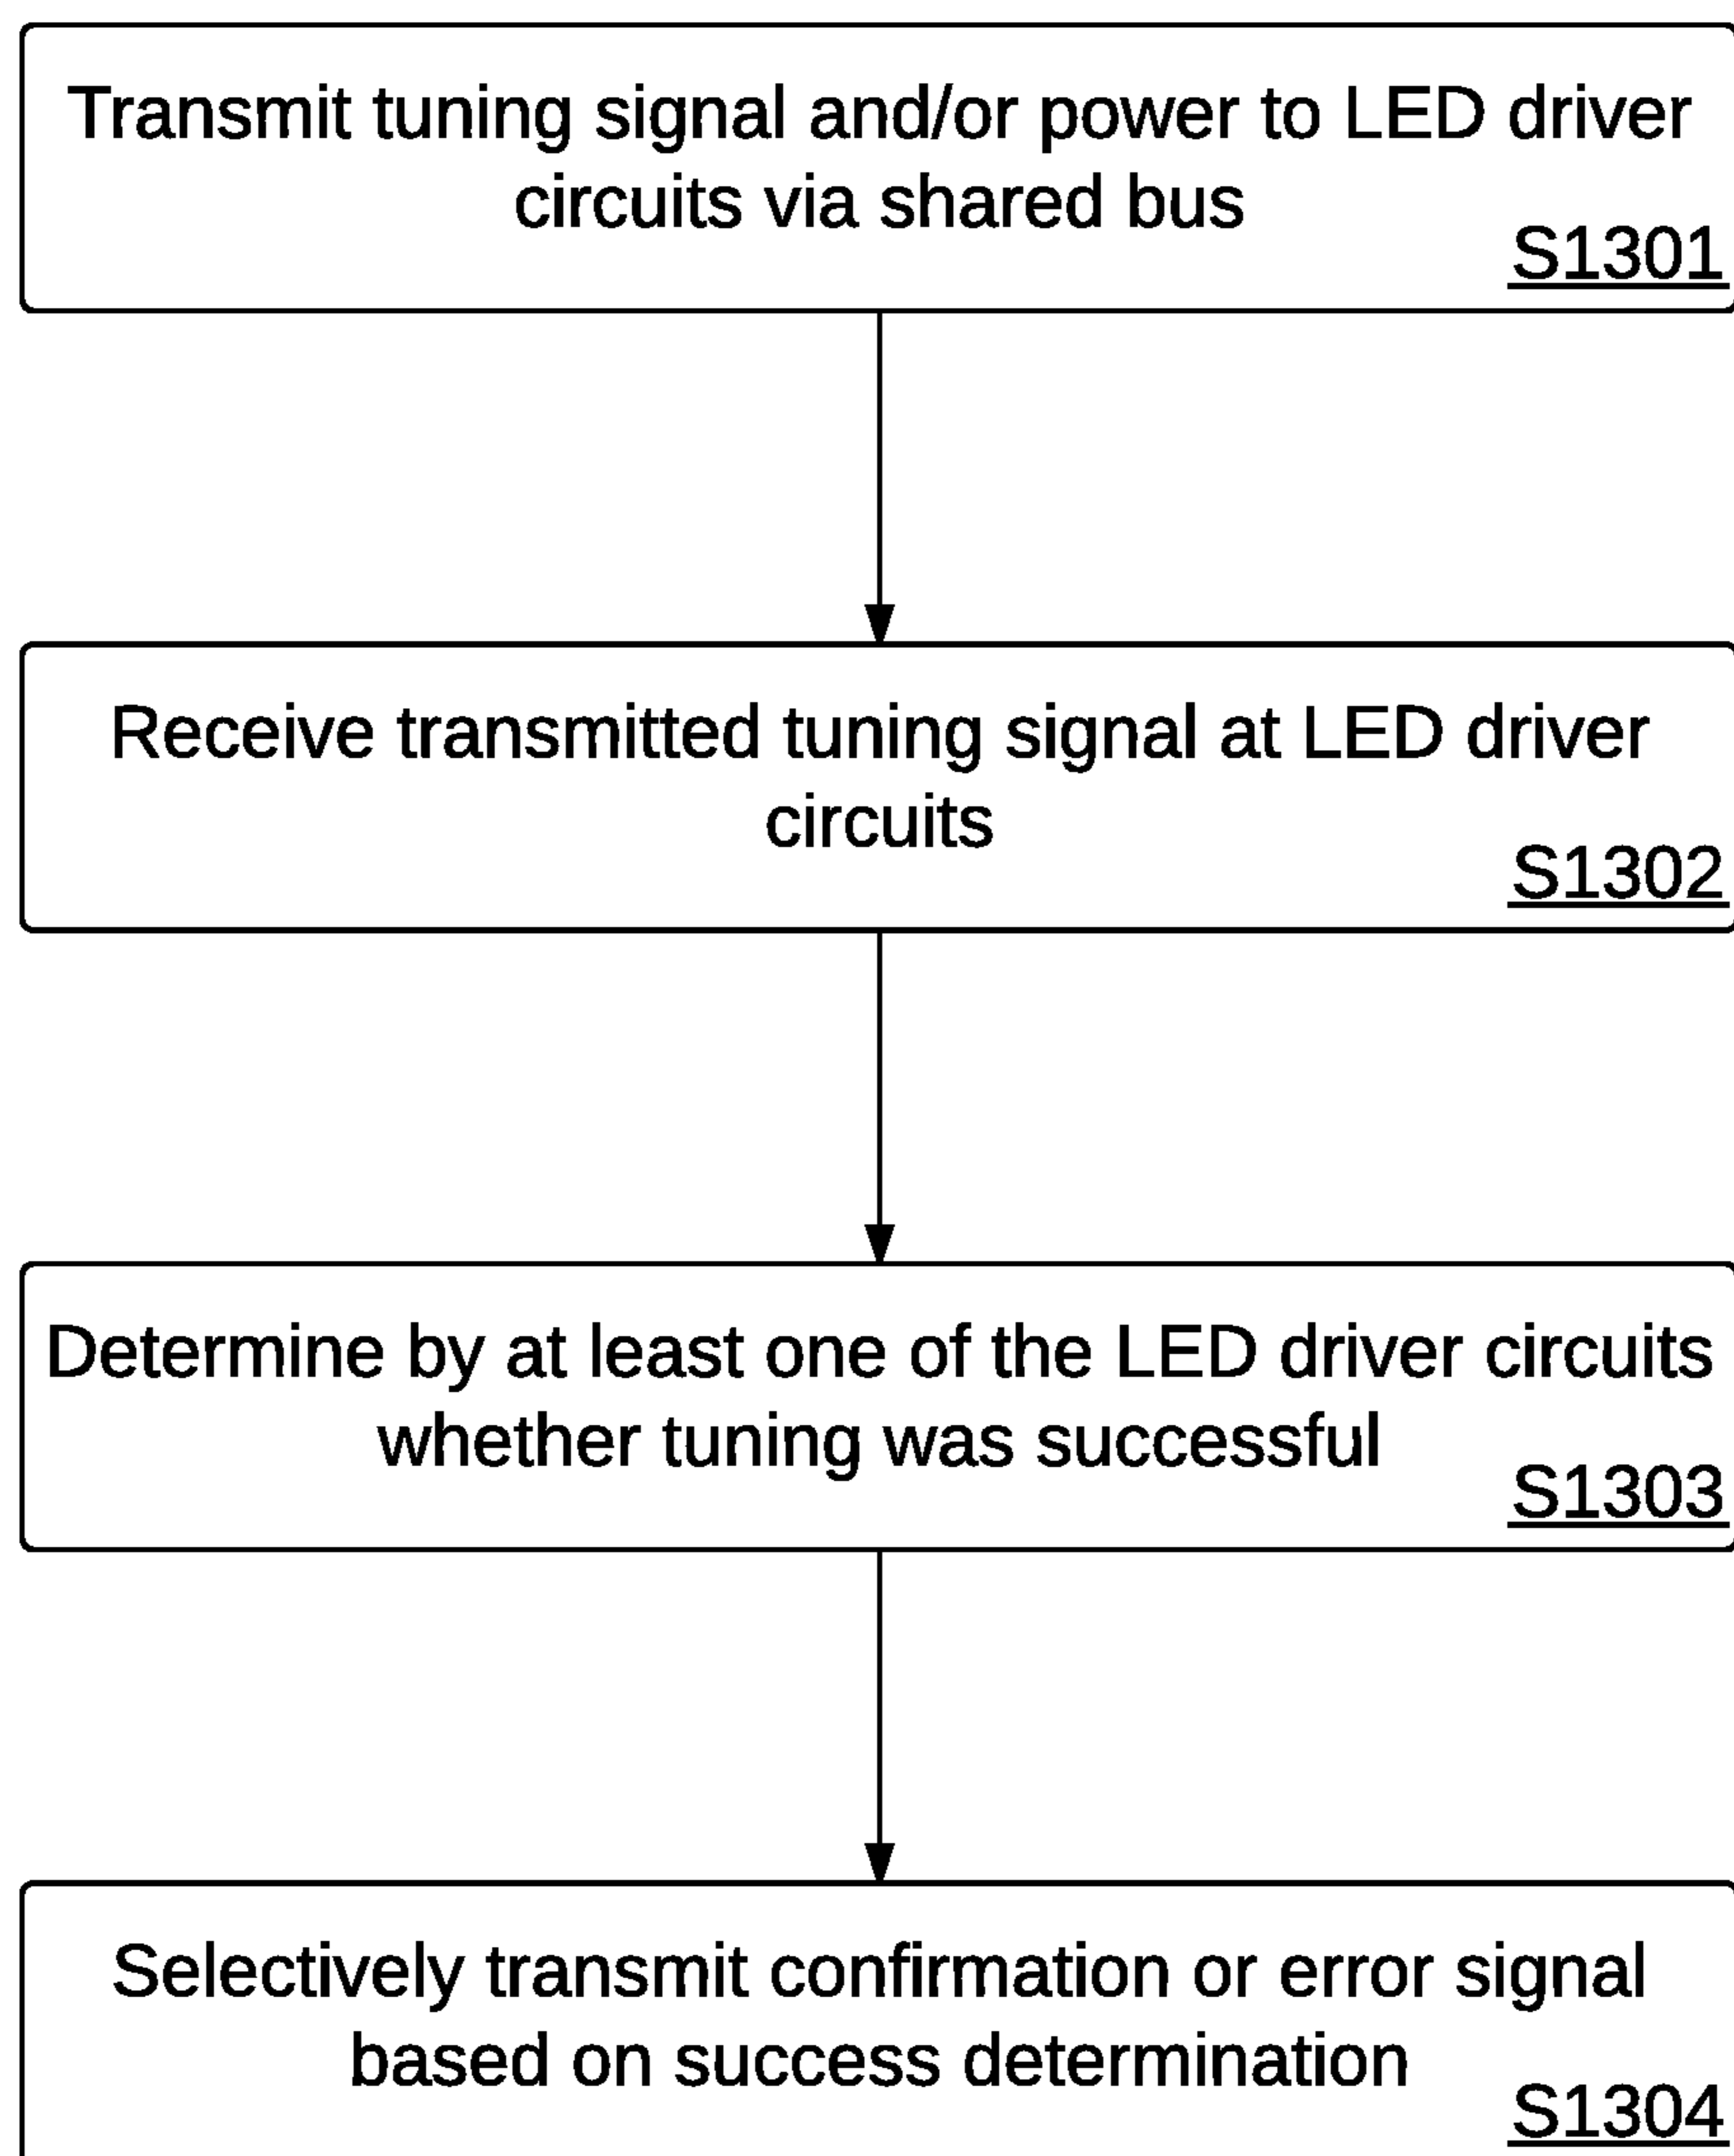 Transmit tuning signal and/or power to LED driver
circuits via shared bus
S1301
Receive transmitted tuning signal at LED driver
circuits
S1302
Determine by at least one of the LED driver circuits
whether tuning was successful
S1303
Selectively transmit confirmation or error signal
based on success determination
S1304